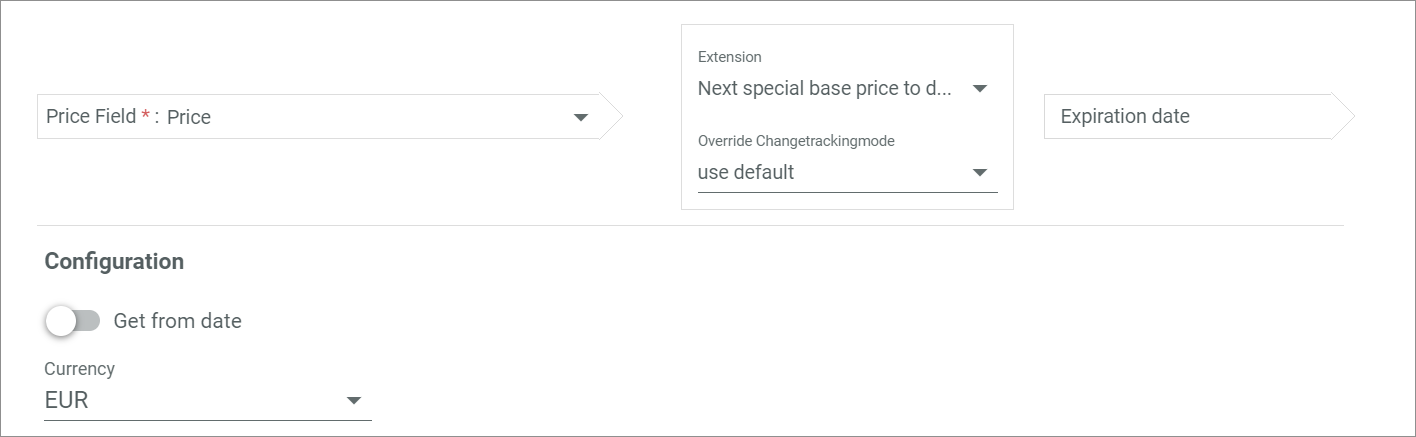 Price Field * : Price
Extension
Next special base price to d...
Override Changetrackingmode
use default
Expiration date
Configuration
Get from date
Currency
EUR